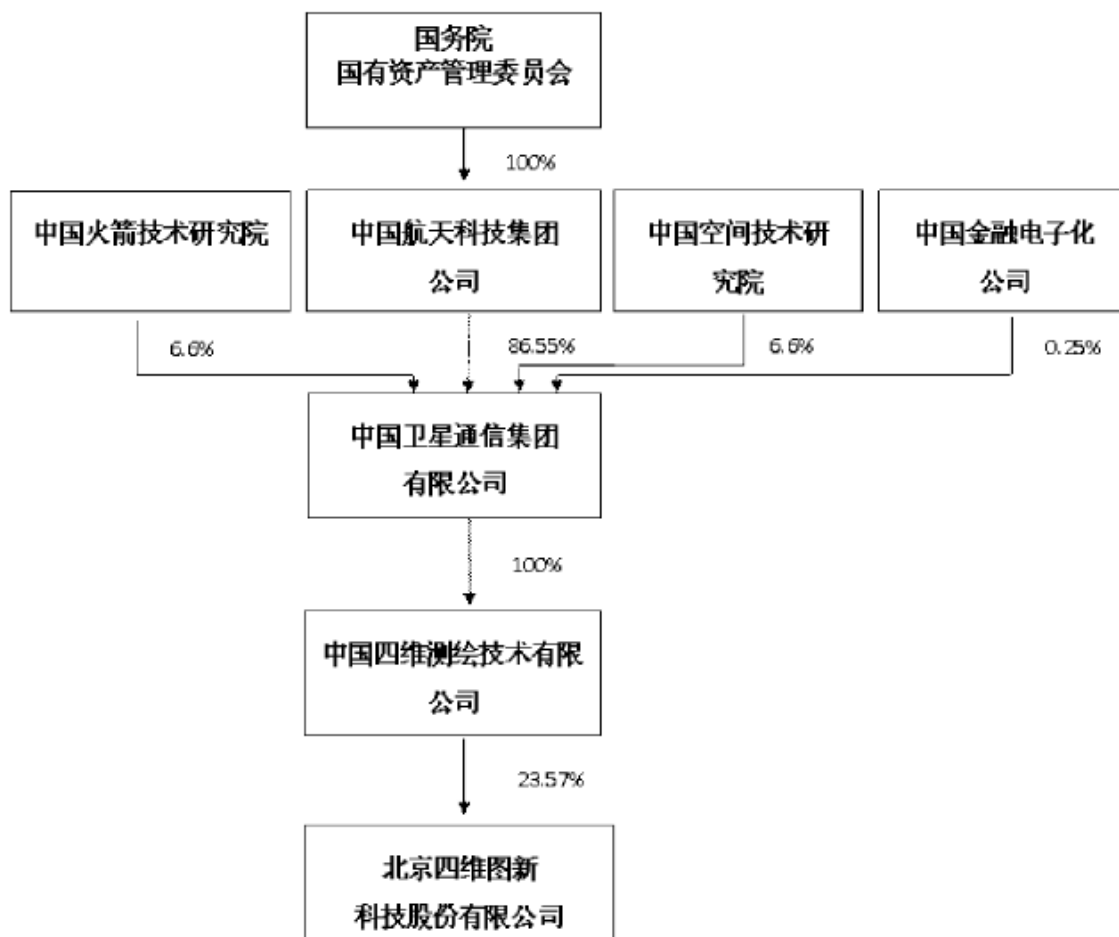 国务院
国有资产管理委员会
100%
中国火箭技术研究院
中国航天科技集团
公司
中国空间技术研
究院
中国金融电子化
公司
6.6%
86.55%
6.6%
0.25%
中国卫星通信集团
有限公司
100%
中国四维测绘技术有限
公司
23.57%
北京四维图新
科技股份有限公司